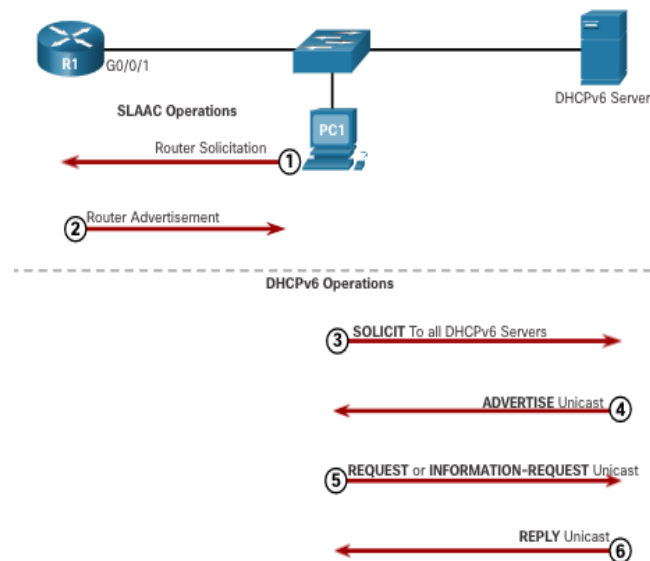 R1
G0/0/1
DHCPv6 Server
SLAAC Operations
PC1
Router Solicitation
1
2
Router Advertisement
DHCPv6 Operations
3
SOLICIT To all DHCPv6 Servers
ADVERTISE Unicast
4
5
REQUEST or INFORMATION-REQUEST Unicast
REPLY Unicast
6